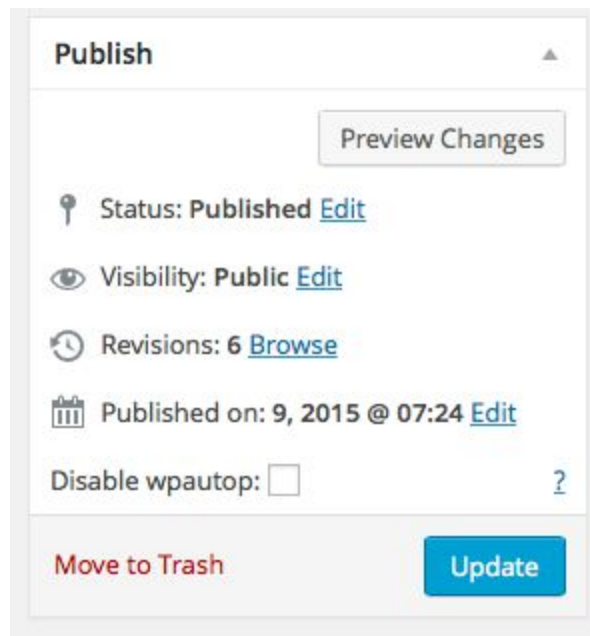 Publish
Preview Changes
Status: Published Edit
Visibility: Public Edit
Revisions: 6 Browse
Published on: 9, 2015 @ 07:24 Edit
Disable wpautop: ?
Move to Trash Update